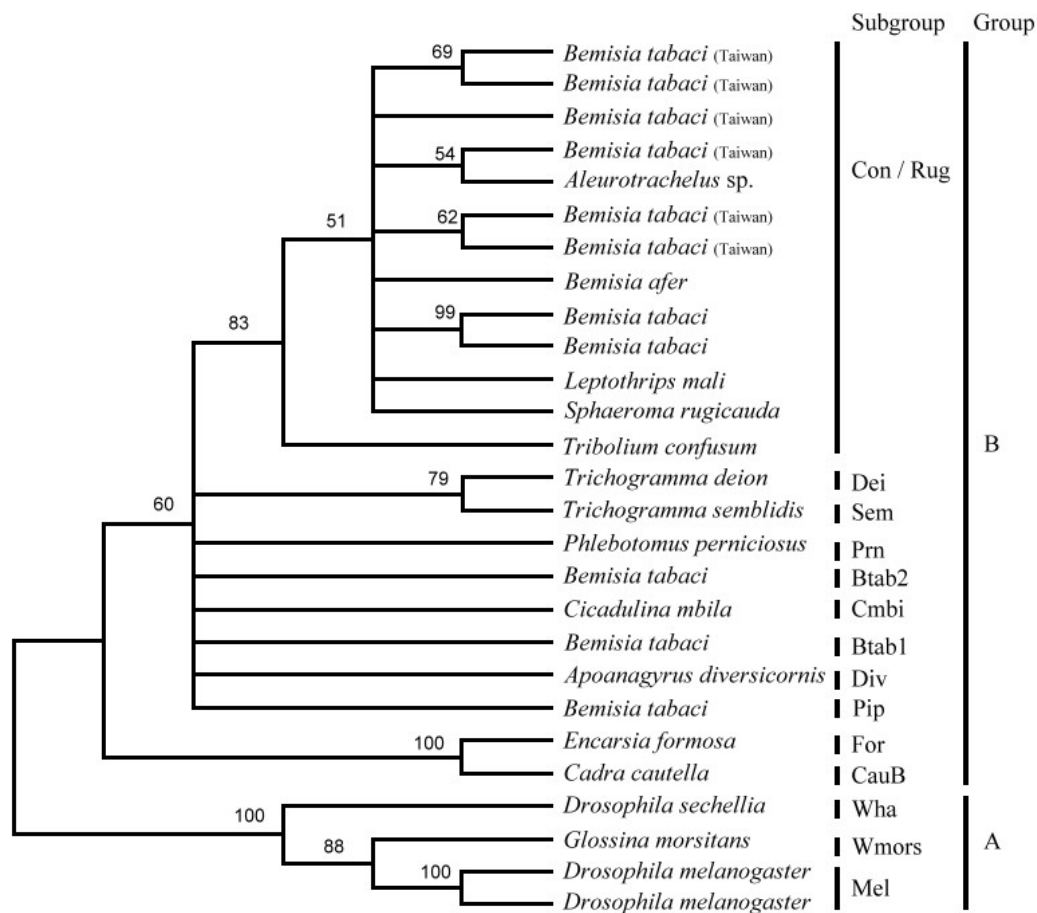 Subgroup Group
69 Bemisia tabaci (Taiwan)
Bemisia tabaci (Taiwan)
Bemisia tabaci (Taiwan)
54 Bemisia tabaci (Taiwan)
Con / Rug
Aleurotrachelus sp.
51 62 Bemisia tabaci (Taiwan)
Bemisia tabaci (Taiwan)
Bemisia afer
83 99 Bemisia tabaci
Bemisia tabaci
Leptothrips mali
Sphaeroma rugicauda
Tribolium confusum B
79 Trichogramma deion Dei
60 Trichogramma semblidis Sem
Phlebotomus perniciosus Prn
Bemisia tabaci Btab2
Cicadulina mbila Cmbi
Bemisia tabaci Btab1
Apoanagyrus diversicornis Div
Bemisia tabaci Pip
100 Encarsia formosa For
Cadra cautella CauB
100 Drosophila sechellia Wha
88 Glossina morsitans Wmors A
100 Drosophila melanogaster Mel
Drosophila melanogaster